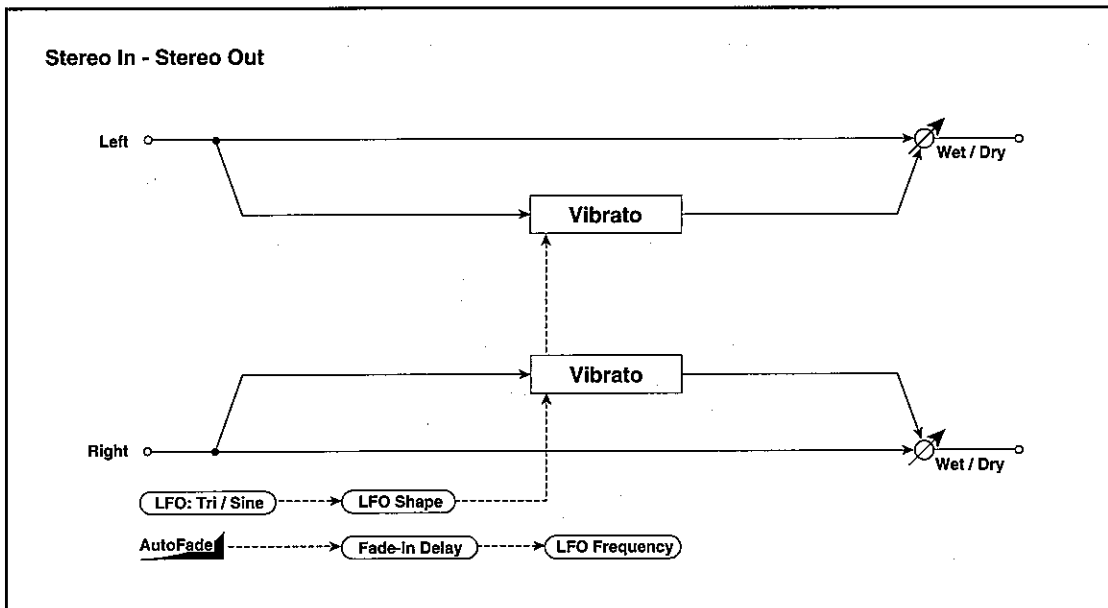 Stereo In - Stereo Out
Left
Wet / Dry
Vibrato
Vibrato
Right
Wet / Dry
LFO: Tri / Sine
LFO Shape
AutoFade
Fade-in Delay
LFO Frequency